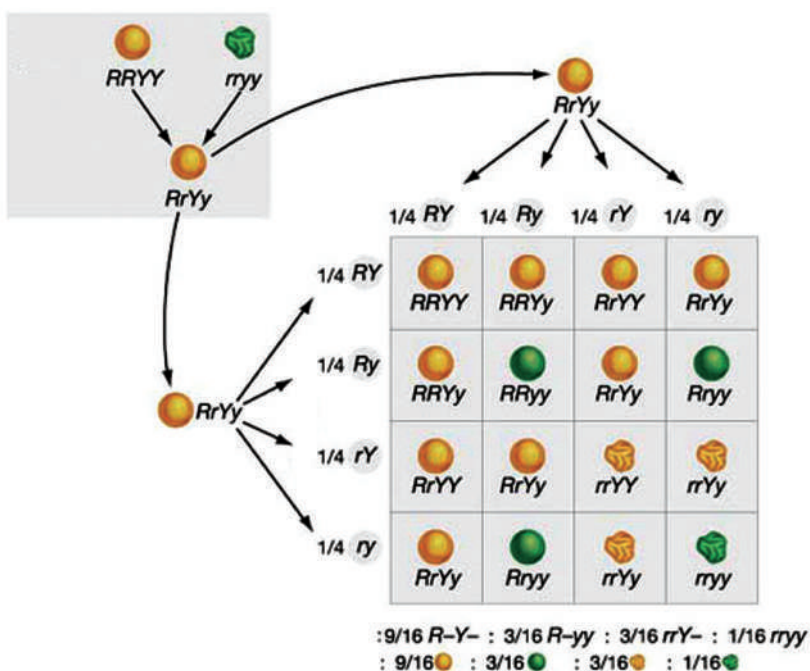 RRYY rryy
RrYy
RrYy
1/4 RY 1/4 Ry 1/4 rY 1/4 ry
1/4 RY
RRYY RRYy RrYY RrYy
1/4 Ry
RRYy RRyy RrYy Rryy
RrYy
1/4 rY
RrYY RrYy rrYY rrYy
1/4 ry
RrYy Rryy rrYy rryy
:9/16 R–Y– : 3/16 R–yy : 3/16 rrY– : 1/16 rryy
: 9/16 : 3/16 : 3/16 : 1/16